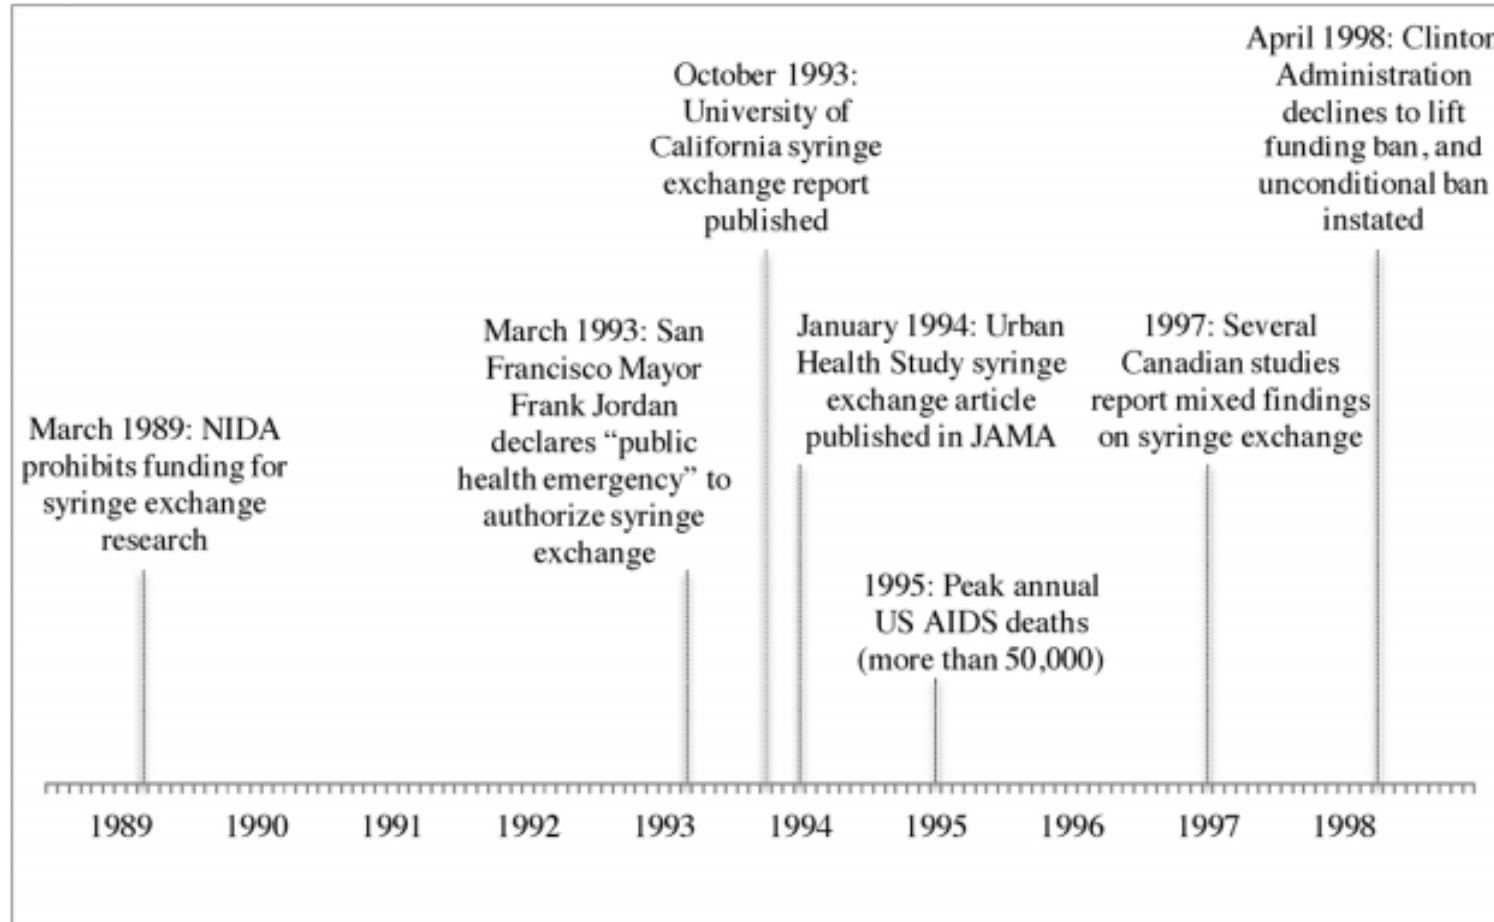 March 1989: NIDA
prohibits funding for
syringe exchange
research
March 1993: San
Francisco Mayor
Frank Jordan
declares “public
health emergency” to
authorize syringe
exchange
October 1993:
University of
California syringe
exchange report
published
January 1994: Urban
Health Study syringe
exchange article
published in JAMA
1995: Peak annual
US AIDS deaths
(more than 50,000)
1997: Several
Canadian studies
report mixed findings
on syringe exchange
April 1998: Clinton
Administration
declines to lift
funding ban, and
unconditional ban
instated
1989 1990 1991 1992 1993 1994 1995 1996 1997 1998